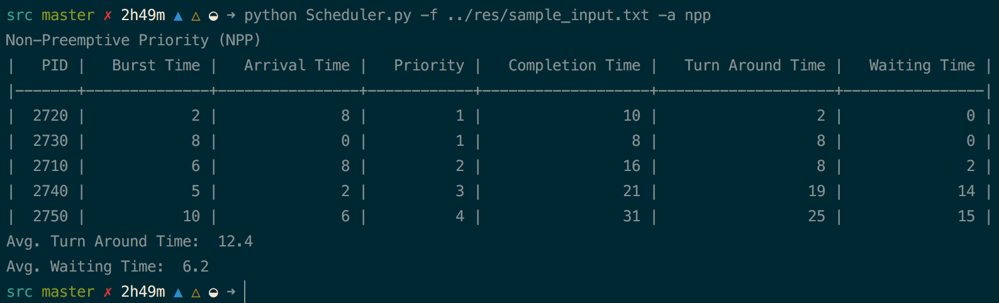 src master ✗ 2h49m ▲ △ ◒ → python Scheduler.py -f ../res/sample_input.txt -a npp
Non-Preemptive Priority (NPP)
|   PID |   Burst Time |   Arrival Time |   Priority |   Completion Time |   Turn Around Time |   Waiting Time |
|-------+--------------+----------------+------------+-------------------+--------------------+----------------|
|  2720 |            2 |              8 |          1 |                10 |                  2 |              0 |
|  2730 |            8 |              0 |          1 |                 8 |                  8 |              0 |
|  2710 |            6 |              8 |          2 |                16 |                  8 |              2 |
|  2740 |            5 |              2 |          3 |                21 |                 19 |             14 |
|  2750 |           10 |              6 |          4 |                31 |                 25 |             15 |
Avg. Turn Around Time:  12.4
Avg. Waiting Time:  6.2
src master ✗ 2h49m ▲ △ ◒ →